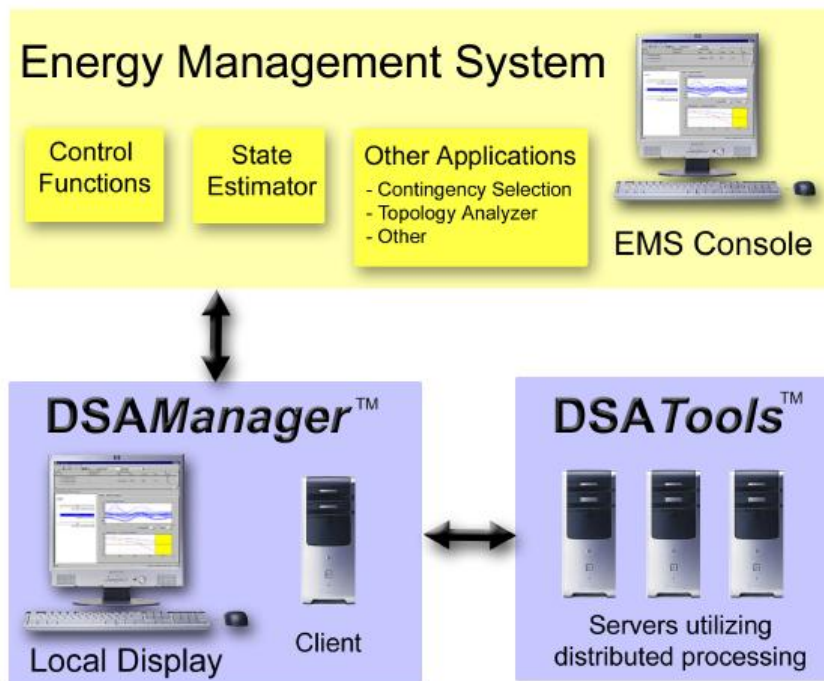 Energy Management System
Control
Functions
State
Estimator
Other Applications
- Contingency Selection
- Topology Analyzer
- Other
EMS Console
DSAManager™
Local Display
Client
DSATools™
Servers utilizing
distributed processing